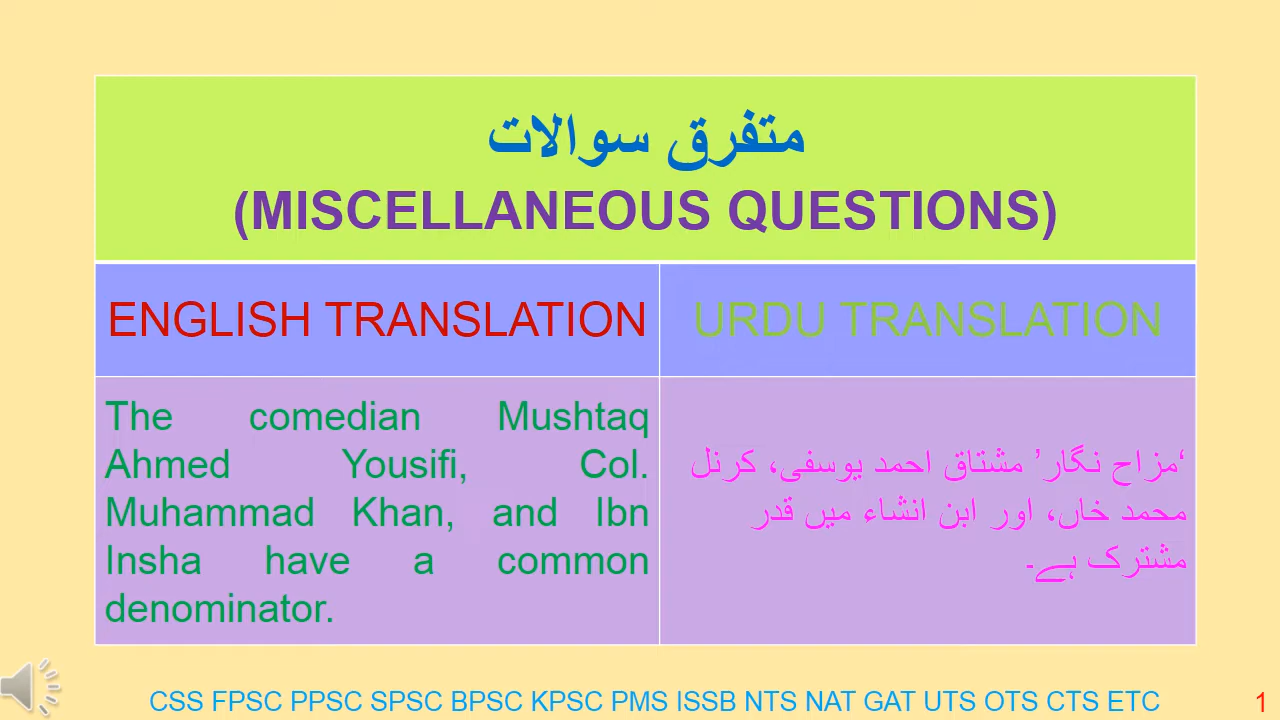 متفرق سوالات
(MISCELLANEOUS QUESTIONS)
ENGLISH TRANSLATION
URDU TRANSLATION
The comedian Mushtaq
Ahmed Yousifi, Col.
Muhammad Khan, and Ibn
Insha have a common
denominator.
‘مزاح نگار’ مشتاق احمد یوسفی، کرنل
محمد خاں، اور ابن انشاء میں قدر
مشترک ہے۔
CSS FPSC PPSC SPSC BPSC KPSC PMS ISSB NTS NAT GAT UTS OTS CTS ETC
1